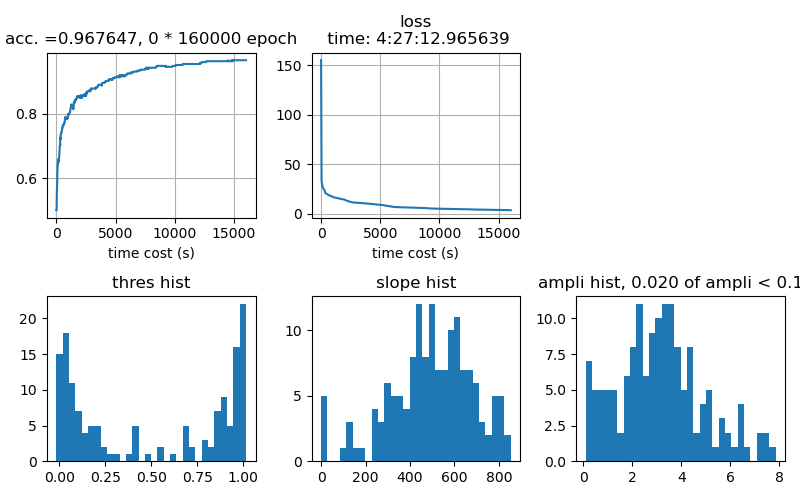 acc. =0.967647, 0 * 160000 epoch
0.8
0.6
0 5000 10000 15000
time cost (s)
loss
time: 4:27:12.965639
150
100
50
0
0 5000 10000 15000
time cost (s)
thres hist
20
15
10
5
0
0.00 0.25 0.50 0.75 1.00
slope hist
10
5
0
0 200 400 600 800
ampli hist, 0.020 of ampli < 0.1
10.0
7.5
5.0
2.5
0.0
0 2 4 6 8